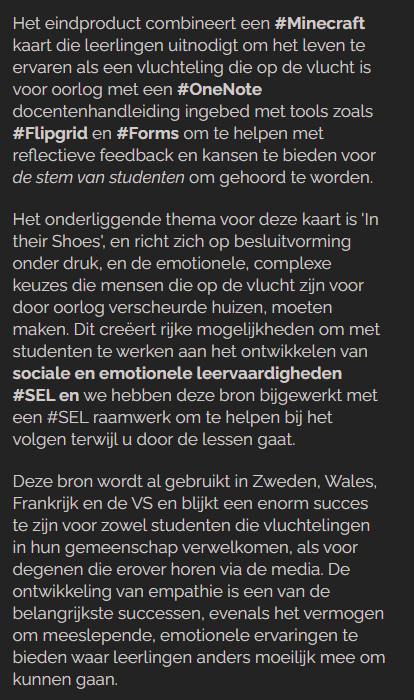 Het eindproduct combineert een #Minecraft
kaart die leerlingen uitnodigt om het leven te
ervaren als een vluchteling die op de vlucht is
voor oorlog met een #OneNote
docentenhandleiding ingebed met tools zoals
#Flipgrid en #Forms om te helpen met
reflectieve feedback en kansen te bieden voor
de stem van studenten om gehoord te worden.
Het onderliggende thema voor deze kaart is 'In
their Shoes', en richt zich op besluitvorming
onder druk, en de emotionele, complexe
keuzes die mensen die op de vlucht zijn voor
door oorlog verscheurde huizen, moeten
maken. Dit creëert rijke mogelijkheden om met
studenten te werken aan het ontwikkelen van
sociale en emotionele leervaardigheden
#SEL en we hebben deze bron bijgewerkt met
een #SEL raamwerk om te helpen bij het
volgen terwijl u door de lessen gaat.
Deze bron wordt al gebruikt in Zweden, Wales,
Frankrijk en de VS en blijkt een enorm succes
te zijn voor zowel studenten die vluchtelingen
in hun gemeenschap verwelkomen, als voor
degenen die erover horen via de media. De
ontwikkeling van empathie is een van de
belangrijkste successen, evenals het vermogen
om meeslepende, emotionele ervaringen te
bieden waar leerlingen anders moeilijk mee om
kunnen gaan.